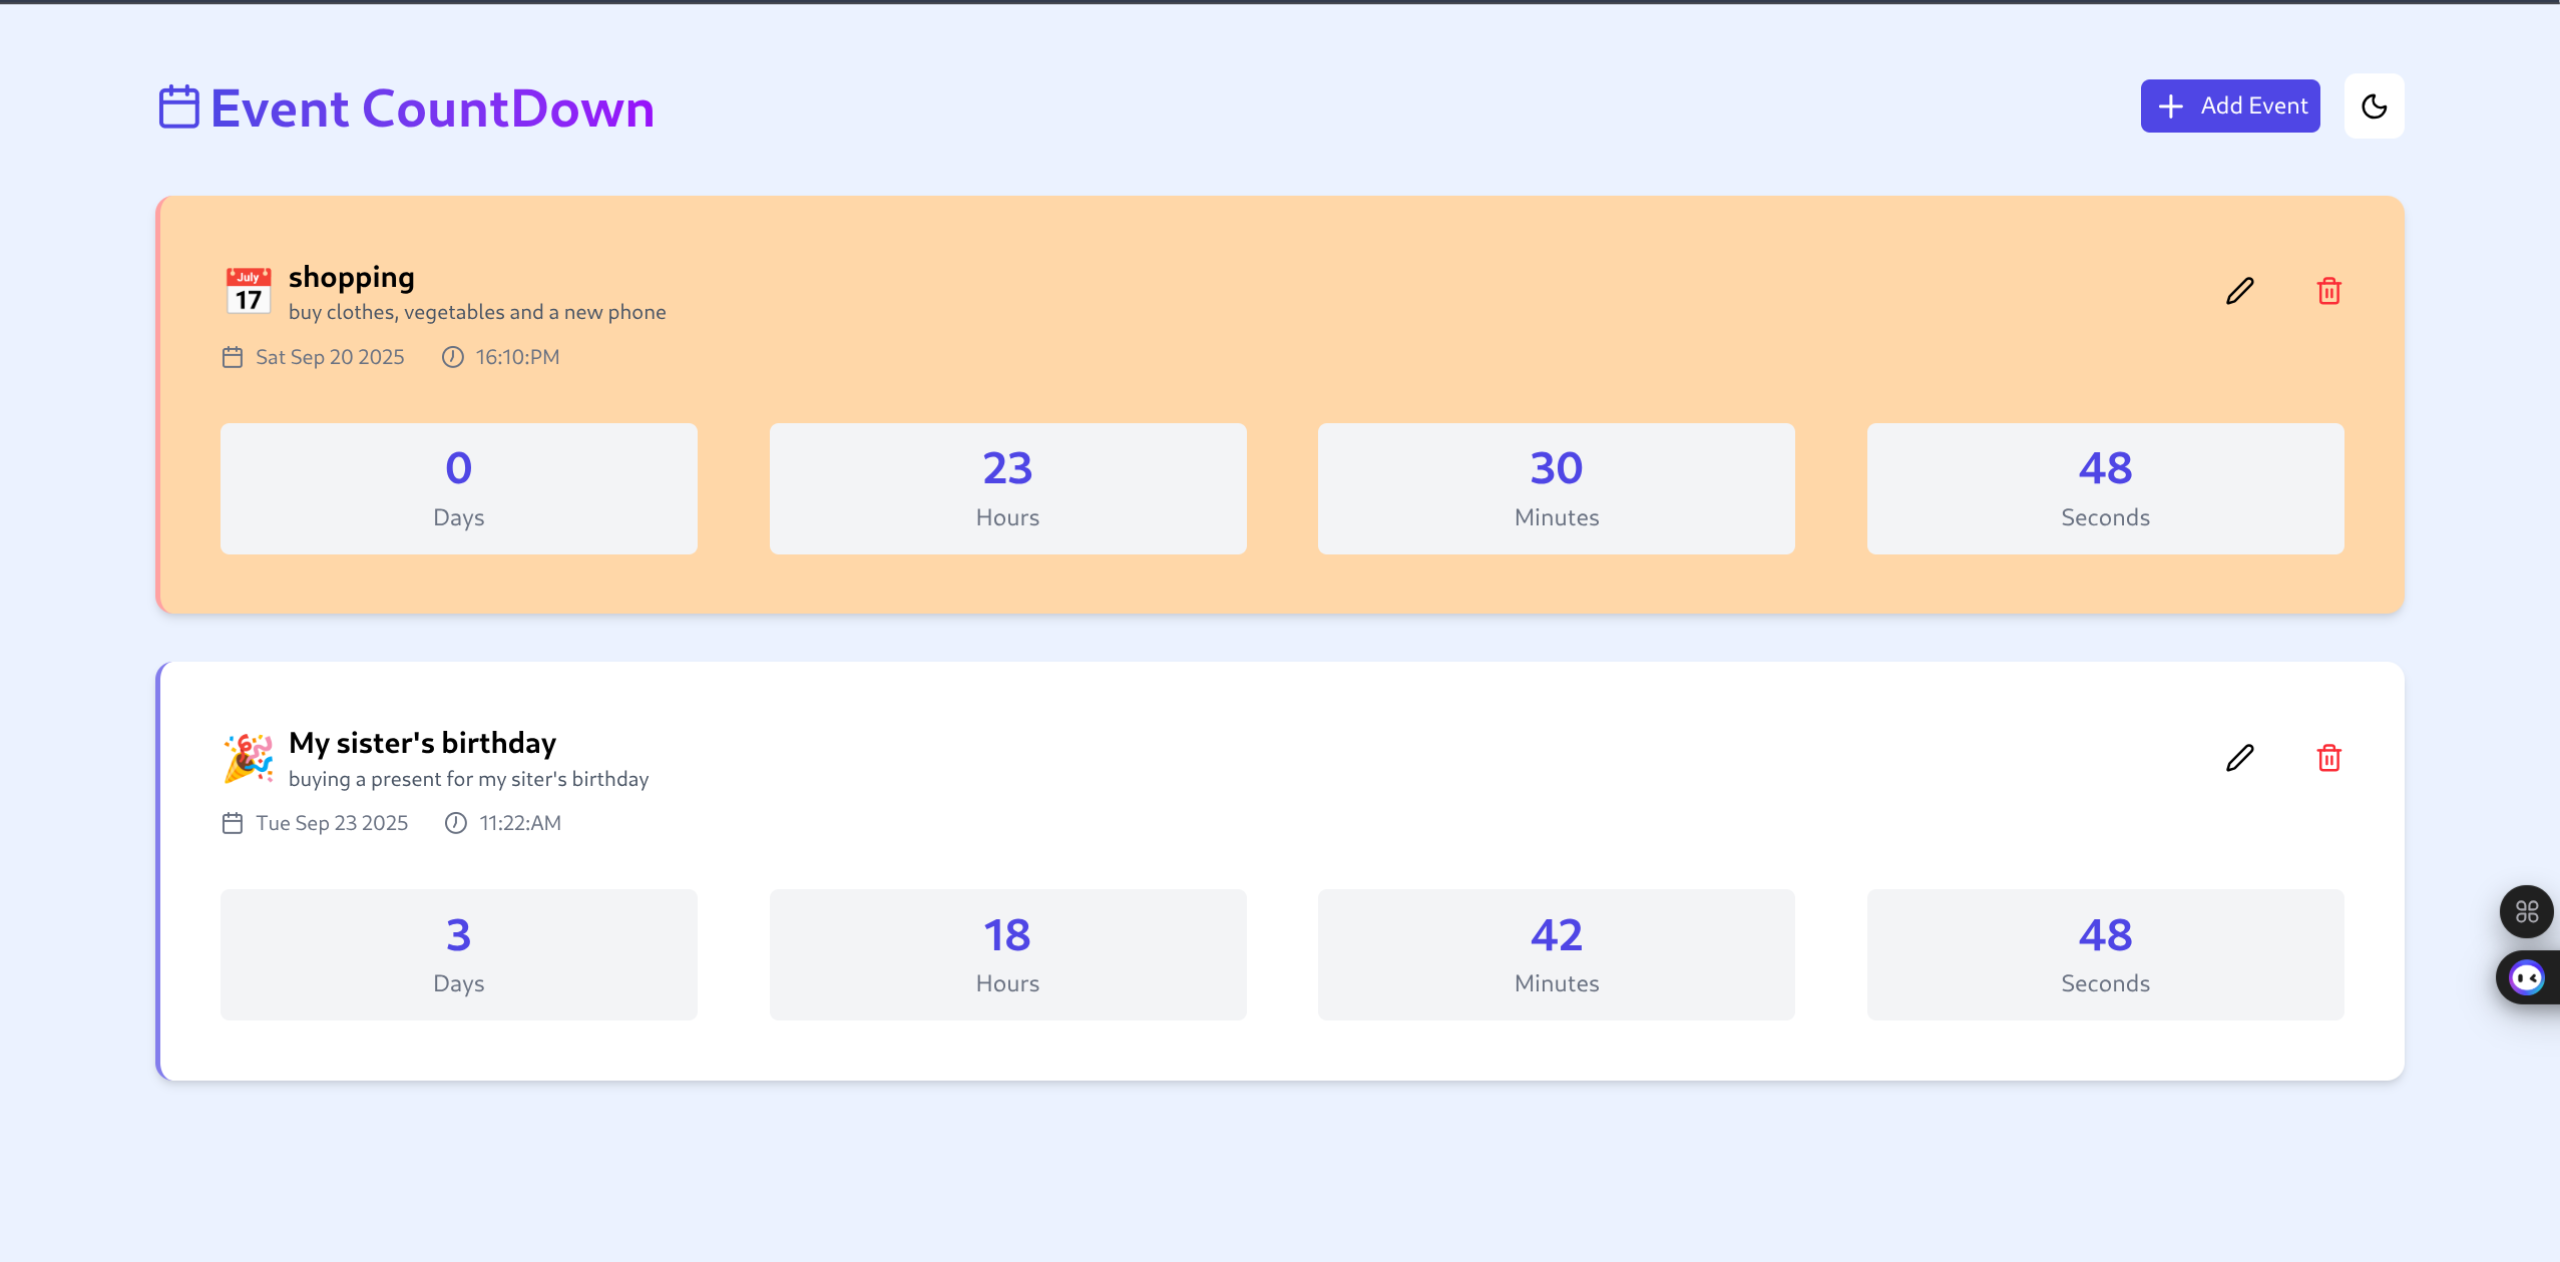 Event CountDown
Add Event
July
17
shopping
buy clothes, vegetables and a new phone
Sat Sep 20 2025 16:10:PM
0 23 30 48
Days Hours Minutes Seconds
My sister's birthday
buying a present for my siter's birthday
Tue Sep 23 2025 11:22:AM
3 18 42 48
Days Hours Minutes Seconds